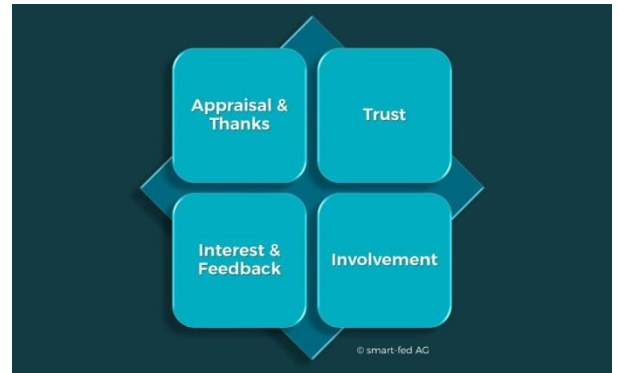 Appraisal &
Thanks
Trust
Interest &
Feedback
Involvement
© smart-fed AG